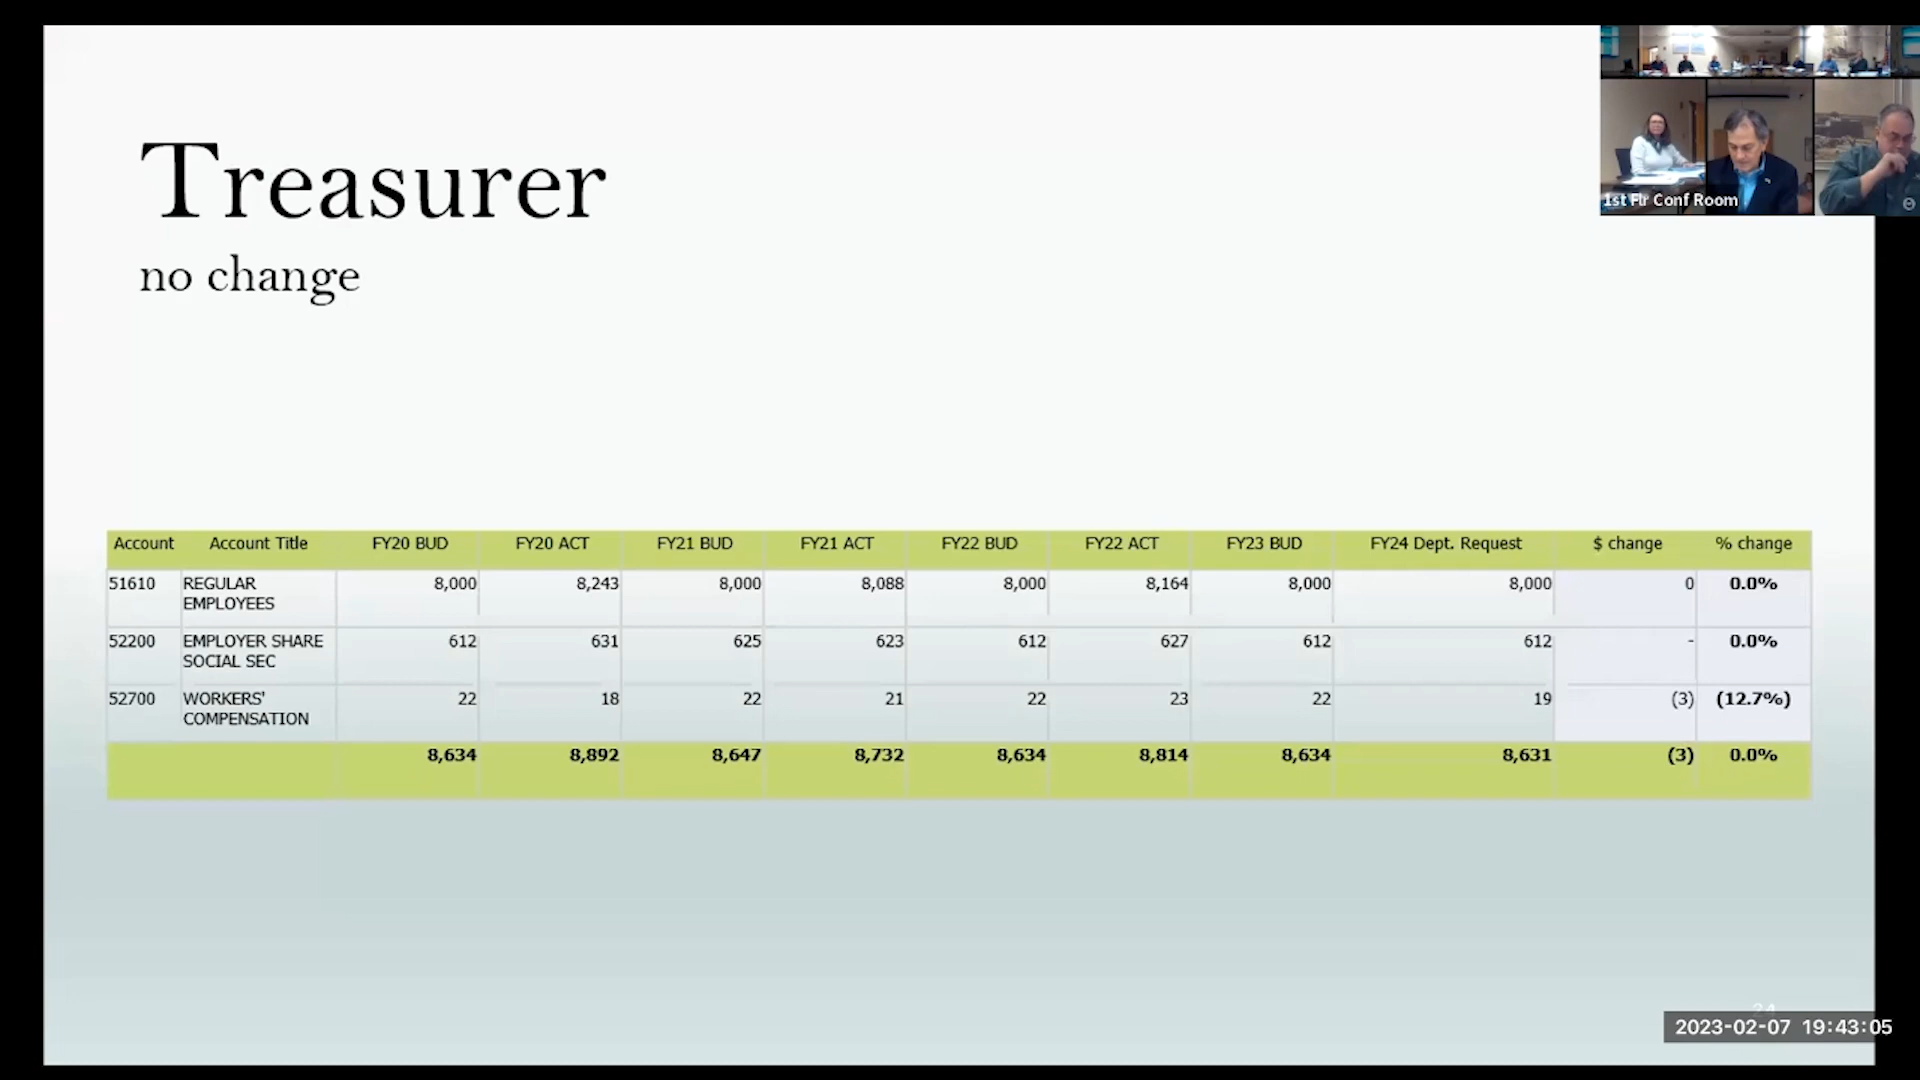 Treasurer
no change
1st Flr Conf Room
Account Account Title FY20 BUD FY20 ACT FY21 BUD FY21 ACT FY22 BUD FY22 ACT FY23 BUD FY24 Dept. Request $ change % change
51610 REGULAR EMPLOYEES 8,000 8,243 8,000 8,088 8,000 8,164 8,000 8,000 0 0.0%
52200 EMPLOYER SHARE SOCIAL SEC 612 631 625 623 612 627 612 612 - 0.0%
52700 WORKERS' COMPENSATION 22 18 22 21 22 23 22 19 (3) (12.7%)
8,634 8,892 8,647 8,732 8,634 8,814 8,634 8,631 (3) 0.0%
24
2023-02-07 19:43:05